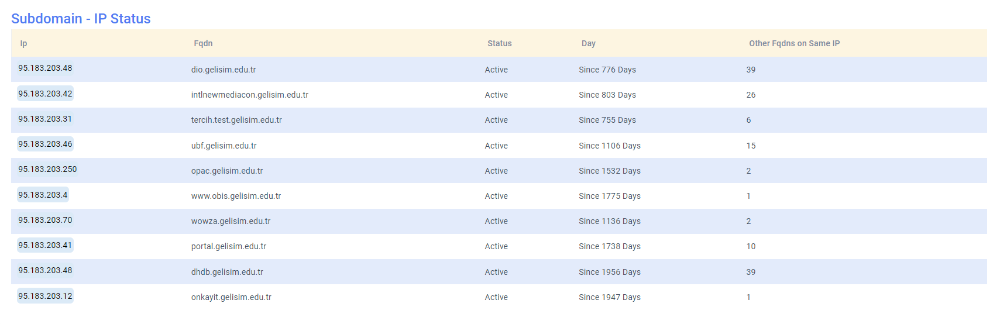 Subdomain - IP Status
Ip Fqdn Status Day Other Fqdns on Same IP
95.183.203.48 dio.gelisim.edu.tr Active Since 776 Days 39
95.183.203.42 intlnewmediacon.gelisim.edu.tr Active Since 803 Days 26
95.183.203.31 tercih.test.gelisim.edu.tr Active Since 755 Days 6
95.183.203.46 ubf.gelisim.edu.tr Active Since 1106 Days 15
95.183.203.250 opac.gelisim.edu.tr Active Since 1532 Days 2
95.183.203.4 www.obis.gelisim.edu.tr Active Since 1775 Days 1
95.183.203.70 wowza.gelisim.edu.tr Active Since 1136 Days 2
95.183.203.41 portal.gelisim.edu.tr Active Since 1738 Days 10
95.183.203.48 dhdb.gelisim.edu.tr Active Since 1956 Days 39
95.183.203.12 onkayit.gelisim.edu.tr Active Since 1947 Days 1